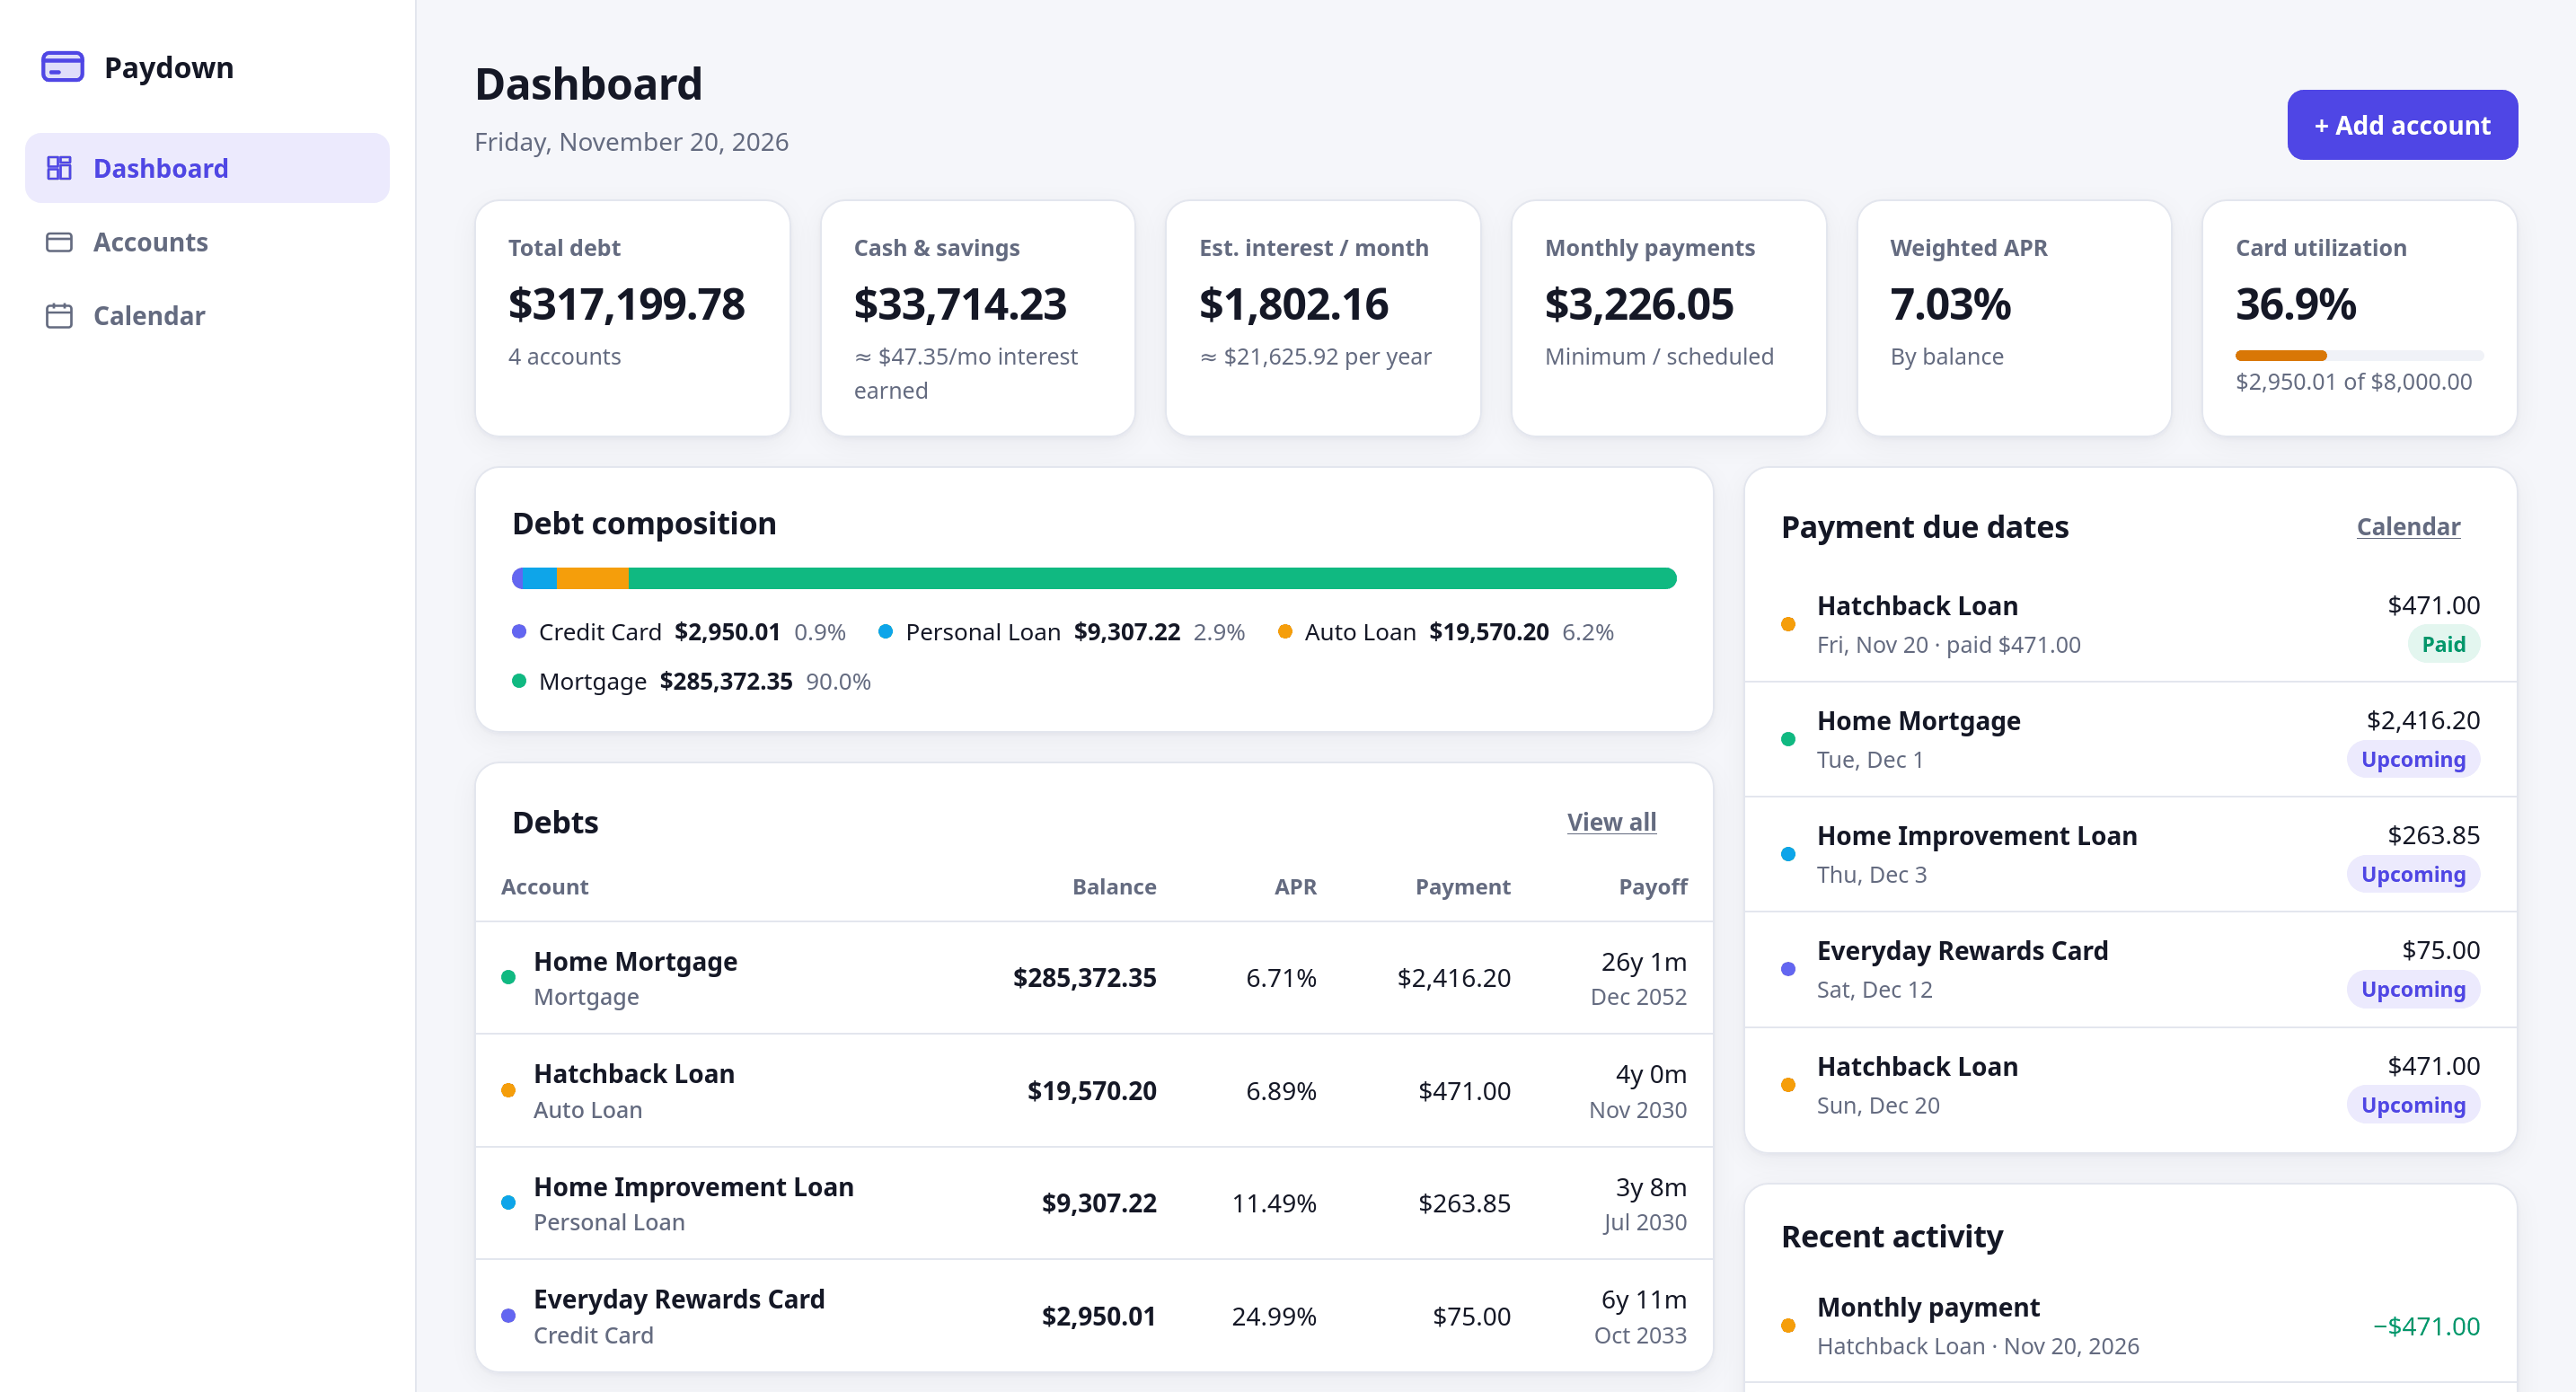 Paydown
Dashboard
Accounts
Calendar
Dashboard
Friday, November 20, 2026
+ Add account
Total debt
$317,199.78
4 accounts
Cash & savings
$33,714.23
≈ $47.35/mo interest
earned
Est. interest / month
$1,802.16
≈ $21,625.92 per year
Monthly payments
$3,226.05
Minimum / scheduled
Weighted APR
7.03%
By balance
Card utilization
36.9%
$2,950.01 of $8,000.00
Debt composition
Credit Card $2,950.01 0.9% Personal Loan $9,307.22 2.9% Auto Loan $19,570.20 6.2%
Mortgage $285,372.35 90.0%
Debts View all
Account Balance APR Payment Payoff
Home Mortgage $285,372.35 6.71% $2,416.20 26y 1m
Mortgage Dec 2052
Hatchback Loan $19,570.20 6.89% $471.00 4y 0m
Auto Loan Nov 2030
Home Improvement Loan $9,307.22 11.49% $263.85 3y 8m
Personal Loan Jul 2030
Everyday Rewards Card $2,950.01 24.99% $75.00 6y 11m
Credit Card Oct 2033
Payment due dates Calendar
Hatchback Loan $471.00
Fri, Nov 20 · paid $471.00 Paid
Home Mortgage $2,416.20
Tue, Dec 1 Upcoming
Home Improvement Loan $263.85
Thu, Dec 3 Upcoming
Everyday Rewards Card $75.00
Sat, Dec 12 Upcoming
Hatchback Loan $471.00
Sun, Dec 20 Upcoming
Recent activity
Monthly payment −$471.00
Hatchback Loan · Nov 20, 2026